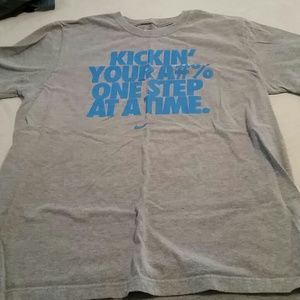 KICKIN'
YOUR A#%
ONE STEP
AT A TIME.